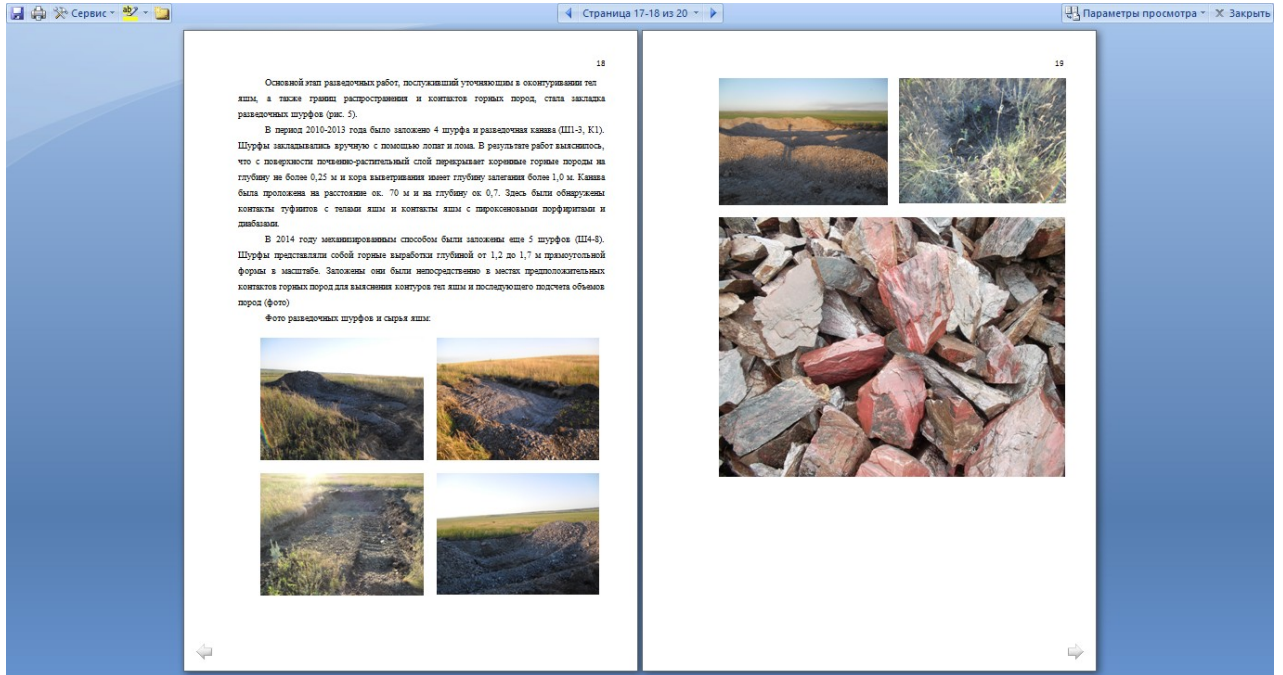 Сервис
Страница 17-18 из 20
Параметры просмотра
Закрыть
18
Основной этап разведочных работ, послуживший уточняющим в оконтуривании тел
яшм, а также границ распространения и контактов горных пород, стала закладка
разведочных шурфов (рис. 5).
В период 2010-2013 года было заложено 4 шурфа и разведочная канава (Ш1-3, К1).
Шурфы закладывались вручную с помощью лопат и лома. В результате работ выяснилось,
что с поверхности почвенно-растительный слой перекрывает коренные горные породы на
глубину не более 0,25 м и кора выветривания имеет глубину залегания более 1,0 м. Канава
была проложена на расстояние ок. 70 м и на глубину ок 0,7. Здесь были обнаружены
контакты туфиитов с телами яшм и контакты яшм с пироксеновыми порфиритами и
диабазами.
В 2014 году механизированным способом были заложены еще 5 шурфов (Ш4-8).
Шурфы представляли собой горные выработки глубиной от 1,2 до 1,7 м прямоугольной
формы в масштабе. Заложены они были непосредственно в местах предположительных
контактов горных пород для выяснения контуров тел яшм и последующего подсчета объемов
пород (фото)
Фото разведочных шурфов и сырья яшм:
19